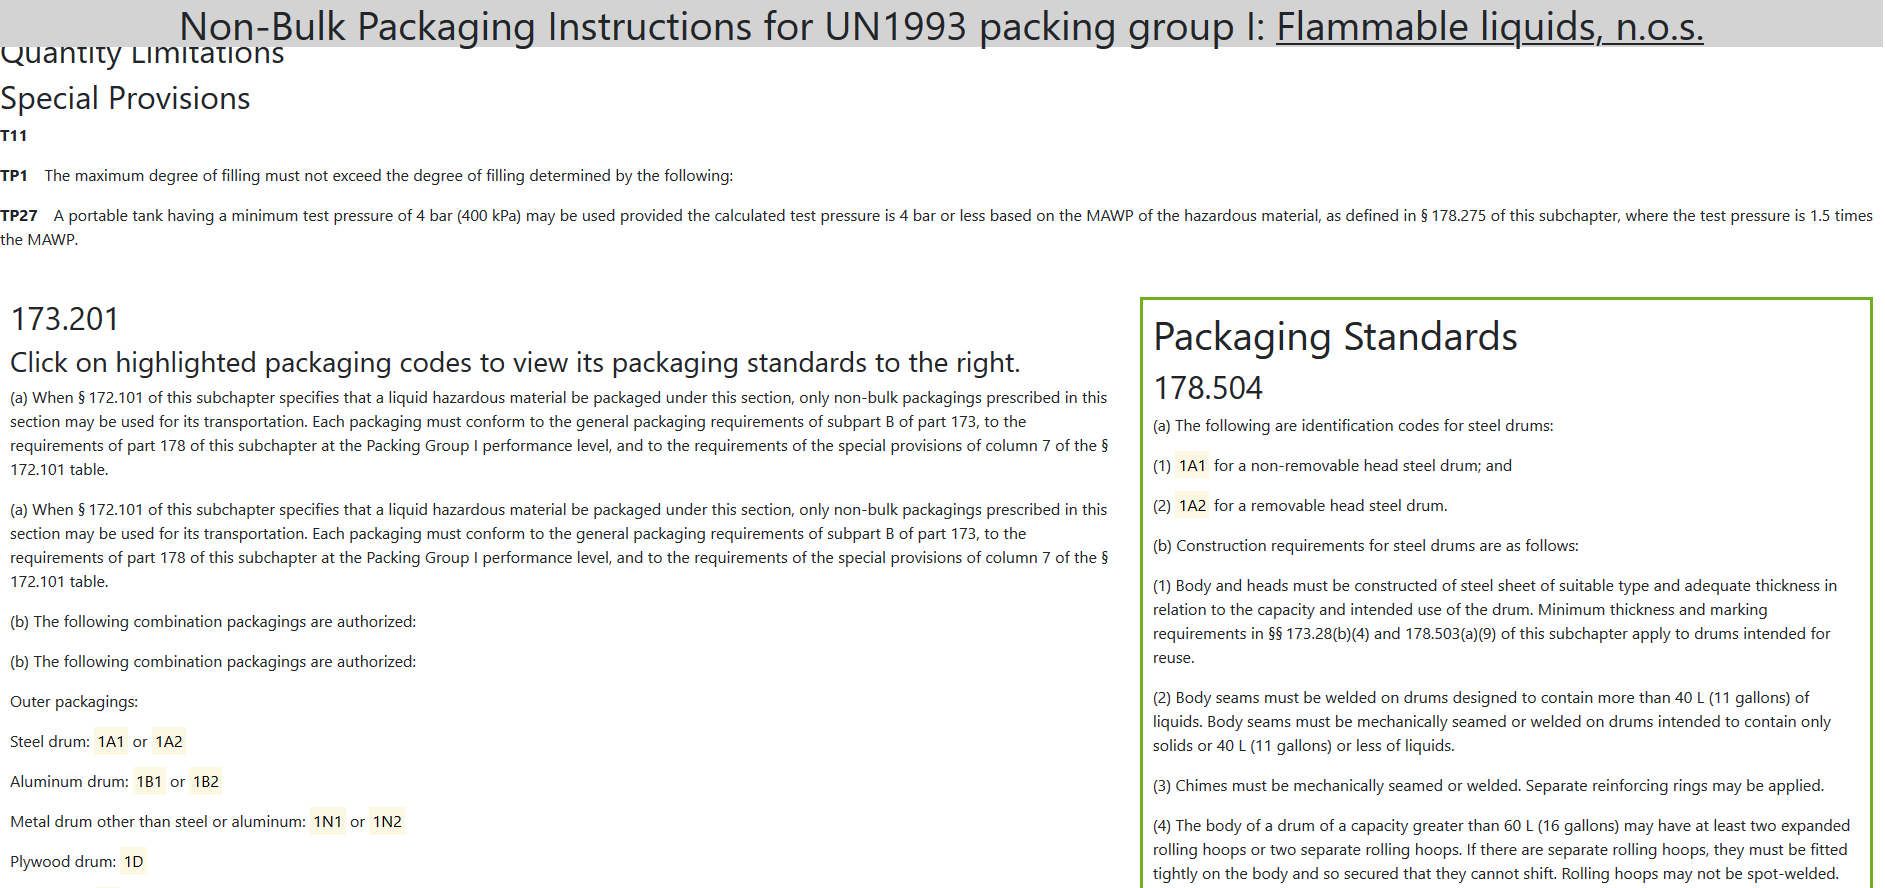 Non-Bulk Packaging Instructions for UN1993 packing group I: Flammable liquids, n.o.s.
Quantity Limitations
Special Provisions
T11
TP1 The maximum degree of filling must not exceed the degree of filling determined by the following:
TP27 A portable tank having a minimum test pressure of 4 bar (400 kPa) may be used provided the calculated test pressure is 4 bar or less based on the MAWP of the hazardous material, as defined in § 178.275 of this subchapter, where the test pressure is 1.5 times
the MAWP.
173.201
Click on highlighted packaging codes to view its packaging standards to the right.
(a) When § 172.101 of this subchapter specifies that a liquid hazardous material be packaged under this section, only non-bulk packagings prescribed in this
section may be used for its transportation. Each packaging must conform to the general packaging requirements of subpart B of part 173, to the
requirements of part 178 of this subchapter at the Packing Group I performance level, and to the requirements of the special provisions of column 7 of the §
172.101 table.
(a) When § 172.101 of this subchapter specifies that a liquid hazardous material be packaged under this section, only non-bulk packagings prescribed in this
section may be used for its transportation. Each packaging must conform to the general packaging requirements of subpart B of part 173, to the
requirements of part 178 of this subchapter at the Packing Group I performance level, and to the requirements of the special provisions of column 7 of the §
172.101 table.
(b) The following combination packagings are authorized:
(b) The following combination packagings are authorized:
Outer packagings:
Steel drum: 1A1 or 1A2
Aluminum drum: 1B1 or 1B2
Metal drum other than steel or aluminum: 1N1 or 1N2
Plywood drum: 1D
Packaging Standards
178.504
(a) The following are identification codes for steel drums:
(1) 1A1 for a non-removable head steel drum; and
(2) 1A2 for a removable head steel drum.
(b) Construction requirements for steel drums are as follows:
(1) Body and heads must be constructed of steel sheet of suitable type and adequate thickness in
relation to the capacity and intended use of the drum. Minimum thickness and marking
requirements in §§ 173.28(b)(4) and 178.503(a)(9) of this subchapter apply to drums intended for
reuse.
(2) Body seams must be welded on drums designed to contain more than 40 L (11 gallons) of
liquids. Body seams must be mechanically seamed or welded on drums intended to contain only
solids or 40 L (11 gallons) or less of liquids.
(3) Chimes must be mechanically seamed or welded. Separate reinforcing rings may be applied.
(4) The body of a drum of a capacity greater than 60 L (16 gallons) may have at least two expanded
rolling hoops or two separate rolling hoops. If there are separate rolling hoops, they must be fitted
tightly on the body and so secured that they cannot shift. Rolling hoops may not be spot-welded.